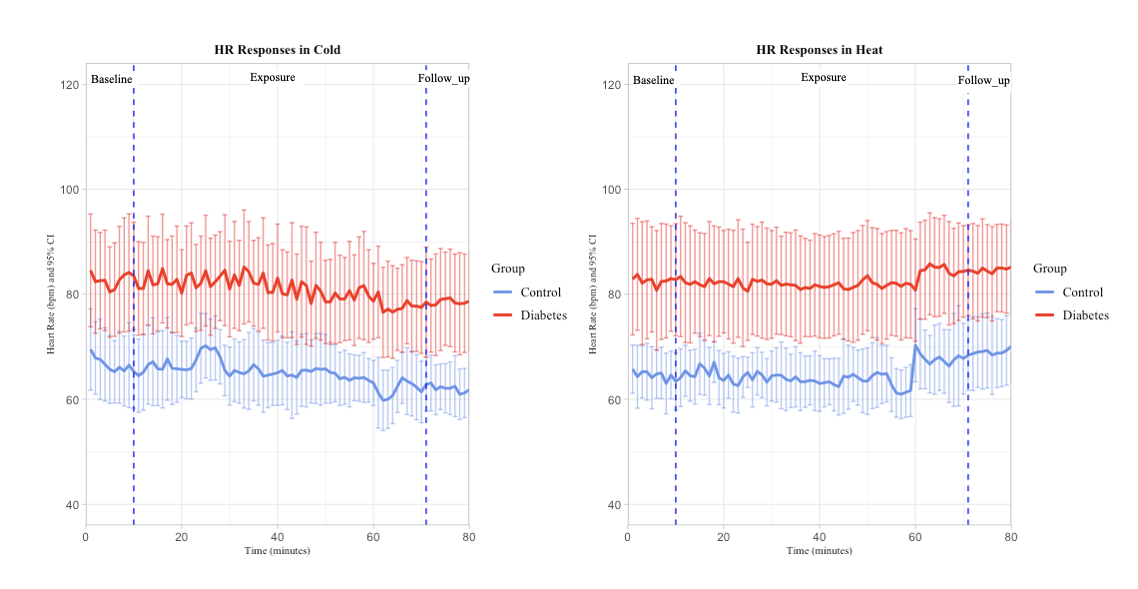 HR Responses in Cold
Baseline
Exposure
Follow_up
120
100
80
60
40
Heart Rate (bpm) and 95% CI
0
20
40
60
80
Time (minutes)
Group
Control
Diabetes
HR Responses in Heat
Baseline
Exposure
Follow_up
120
100
80
60
40
Heart Rate (bpm) and 95% CI
0
20
40
60
80
Time (minutes)
Group
Control
Diabetes